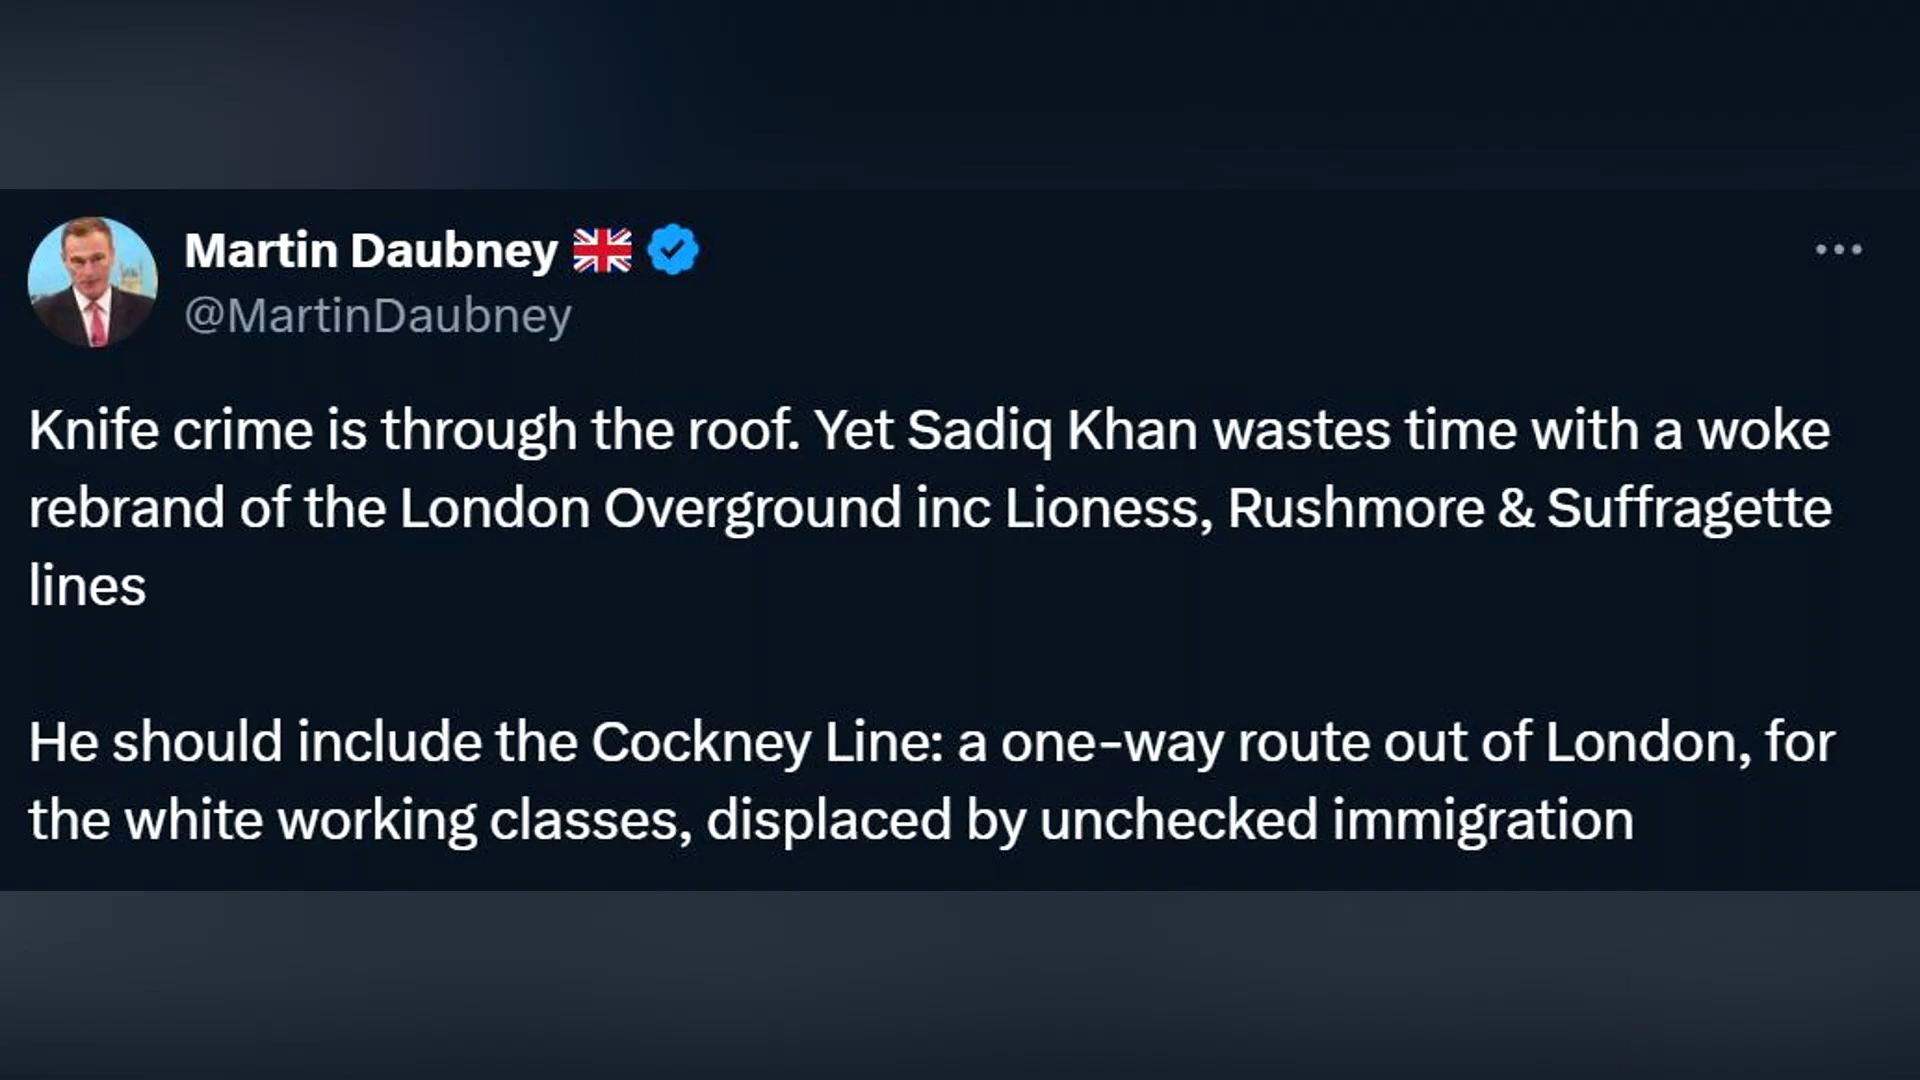 Martin Daubney 🇬🇧
@MartinDaubney
Knife crime is through the roof. Yet Sadiq Khan wastes time with a woke
rebrand of the London Overground inc Lioness, Rushmore & Suffragette
lines
He should include the Cockney Line: a one-way route out of London, for
the white working classes, displaced by unchecked immigration